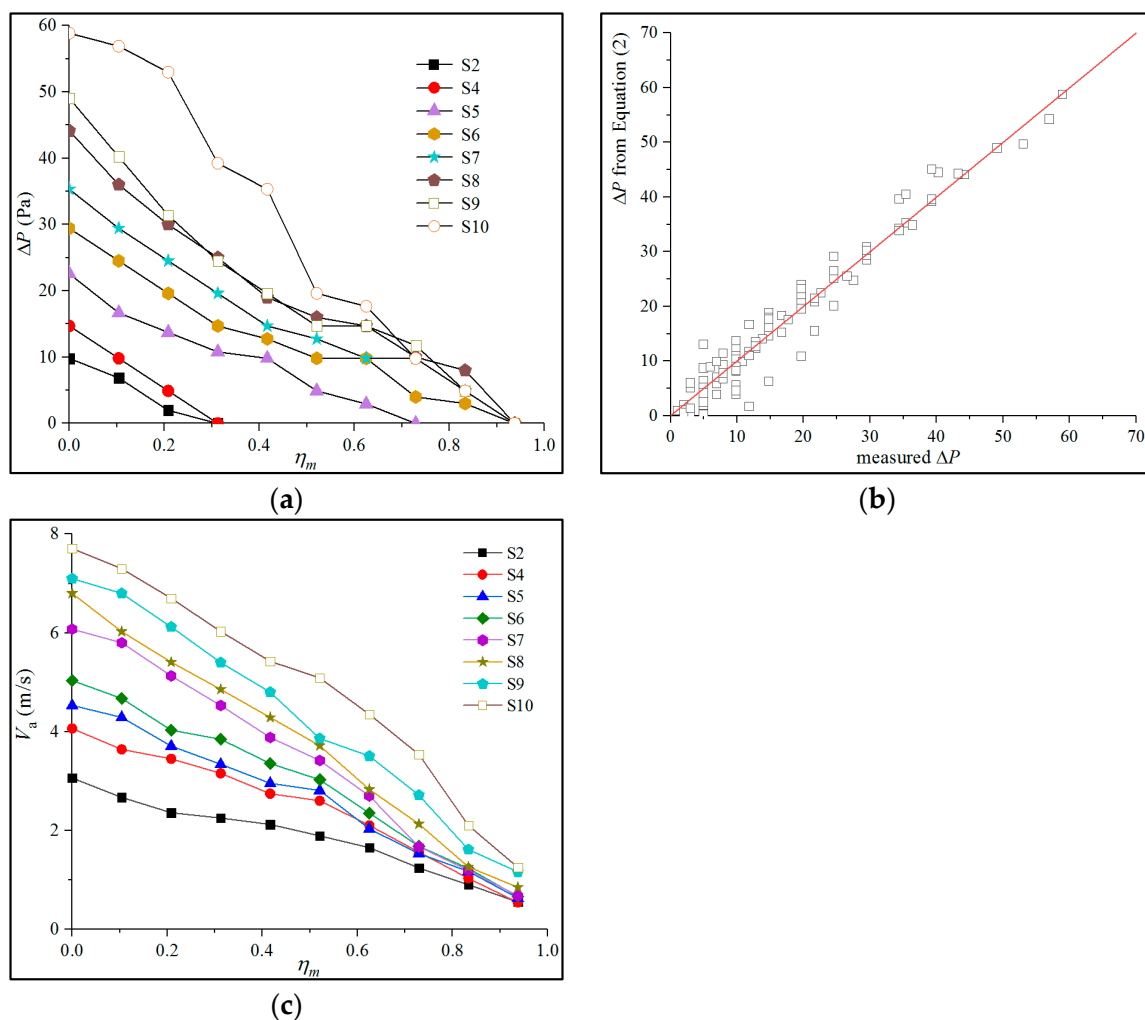 60
50
40
30
20
10
0
ΔP (Pa)
S2
S4
S5
S6
S7
S8
S9
S10
0.0 0.2 0.4 0.6 0.8 1.0
ηm
(a)
70
60
50
40
30
20
10
0
ΔP from Equation (2)
0 10 20 30 40 50 60 70
measured ΔP
(b)
8
6
4
2
0
Va (m/s)
S2
S4
S5
S6
S7
S8
S9
S10
0.0 0.2 0.4 0.6 0.8 1.0
ηm
(c)